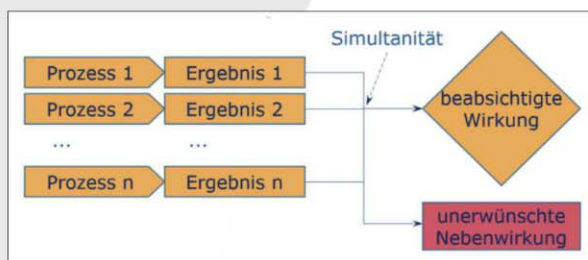 Simultanität
Prozess 1 Ergebnis 1
Prozess 2 Ergebnis 2
... ...
Prozess n Ergebnis n
beabsichtigte
Wirkung
unerwünschte
Nebenwirkung